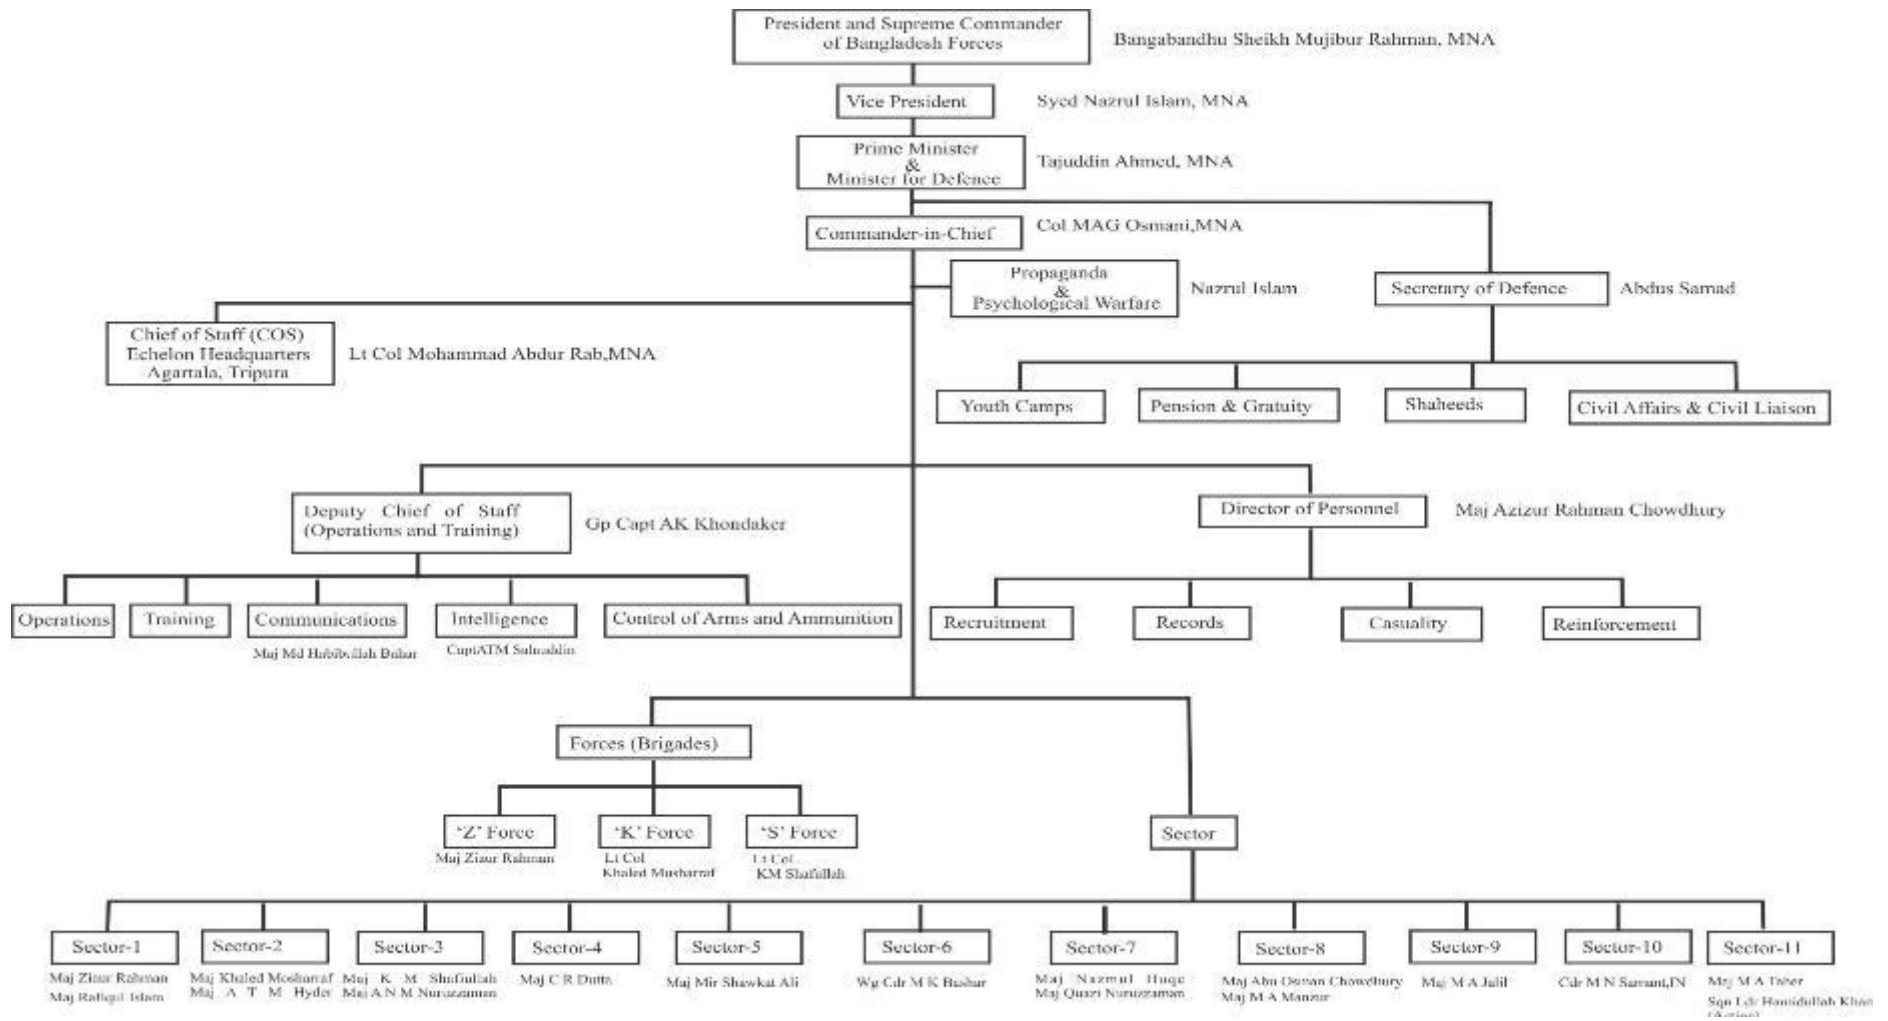 President and Supreme Commander
of Bangladesh Forces
Bangabandhu Sheikh Mujibur Rahman, MNA
Vice President
Syed Nazrul Islam, MNA
Prime Minister
&
Minister for Defence
Tajuddin Ahmed, MNA
Commander-in-Chief
Col MAG Osmani,MNA
Propaganda
&
Psychological Warfare
Nazrul Islam
Secretary of Defence
Abdus Samad
Chief of Staff (COS)
Echelon Headquarters
Agartala, Tripura
Lt Col Mohammad Abdur Rab,MNA
Youth Camps
Pension & Gratuity
Shaheeds
Civil Affairs & Civil Liaison
Deputy Chief of Staff
(Operations and Training)
Gp Capt AK Khondaker
Director of Personnel
Maj Azizur Rahman Chowdhury
Operations
Training
Communications
Maj Md Habibullah Bahar
Intelligence
CaptATM
Control of Arms and Ammunition
Recruitment
Records
Casuality
Reinforcement
Forces (Brigades)
‘Z’ Force
Maj Ziaur Rahman
‘K’ Force
Lt Col
Khaled Musharraf
‘S’ Force
Lt Col
KM Shafullah
Sector
Sector-1
Maj Ziaur Rahman
Maj Rafiqul Islam
Sector-2
Maj Khaled Mosharraf
Maj A T M Hyder
Sector-3
Maj K M Shafiullah
Maj A N M Nuruzzaman
Sector-4
Maj C R Dutta
Sector-5
Maj Mir Shawkat Ali
Sector-6
Wg Cdr M K Bashar
Sector-7
Maj Nazmul Huqe
Maj Quazi Nuruzzaman
Sector-8
Maj Abu Osman Chowdhury
Maj M A Manzur
Sector-9
Maj M A Jalil
Sector-10
Cdr M N Samant,IN
Sector-11
Maj M A Taher
Sqn Ldr Hamidullah Khan
(Acting)